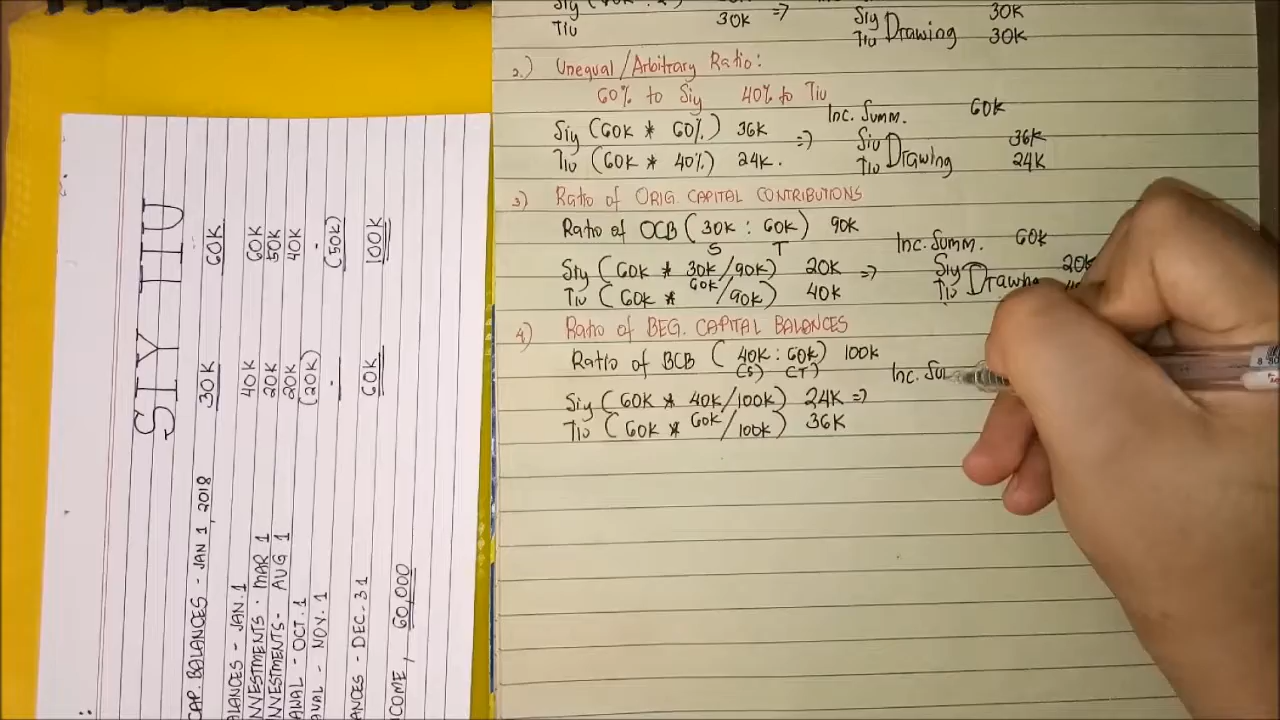 SIY TIU
CAP. BALANCES - JAN 1, 2018 30K 60K
ALANCES - JAN. 1 40K 60K
NVESTMENTS - MAR 1 20K 50K
NVESTMENTS - AUG 1 20K 40K
AWAL - OCT. 1 (20K) -
AWAL - NOV. 1 - (50K)
ANCES - DEC. 31 60K 100K
COME, 60,000
Tiu 30K => Siy Drawing 30K
Tiu 30K
2.) Unequal/Arbitrary Ratio:
60% to Siy 40% to Tiu
Inc. Summ. 60K
Siy (60K * 60%) 36K => Siy Drawing 36K
Tiu (60K * 40%) 24K. Tiu 24K
3) Ratio of ORIG. CAPITAL CONTRIBUTIONS
Ratio of OCB (30K : 60K) 90K
S T
Inc. Summ. 60K
Siy (60K * 30K/90K) 20K => Siy Drawing 20K
Tiu (60K * 60K/90K) 40K Tiu
4) Ratio of BEG. CAPITAL BALANCES
Ratio of BCB (40K : 60K) 100K
(S) (T)
Inc. Sum
Siy (60K * 40K/100K) 24K =>
Tiu (60K * 60K/100K) 36K